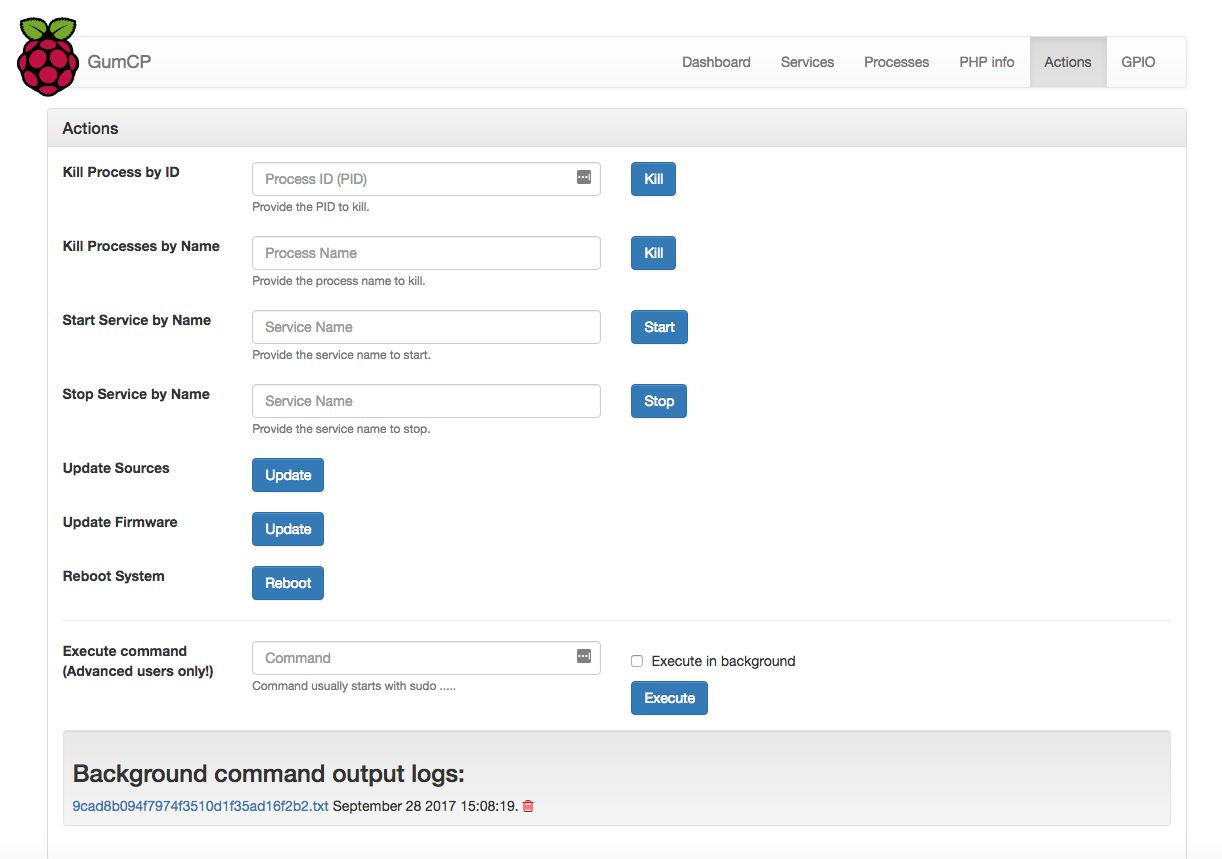 GumCP
Dashboard Services Processes PHP info Actions GPIO
Actions
Kill Process by ID
Process ID (PID)
Kill
Provide the PID to kill.
Kill Processes by Name
Process Name
Kill
Provide the process name to kill.
Start Service by Name
Service Name
Start
Provide the service name to start.
Stop Service by Name
Service Name
Stop
Provide the service name to stop.
Update Sources
Update
Update Firmware
Update
Reboot System
Reboot
Execute command
(Advanced users only!)
Command
Command usually starts with sudo .....
Execute in background
Execute
Background command output logs:
9cad8b094f7974f3510d1f35ad16f2b2.txt September 28 2017 15:08:19.